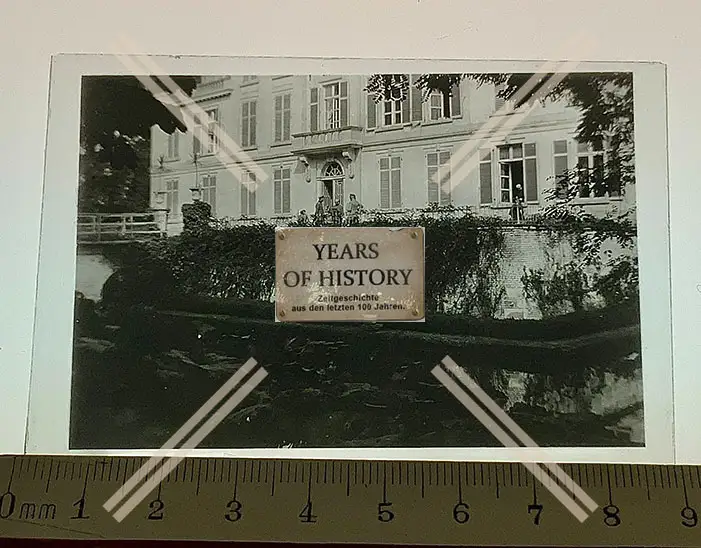 YEARS
OF HISTORY
Zeitgeschichte
aus den letzten 100 Jahren.
0mm 1 2 3 4 5 6 7 8 9